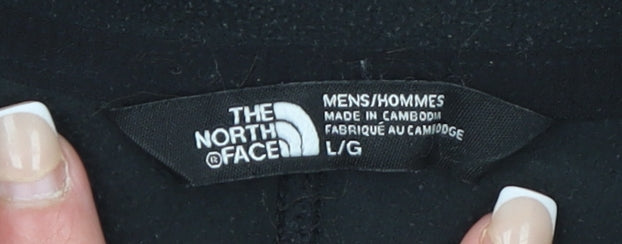 THE
NORTH
® FACE
MENS/HOMMES
MADE IN CAMBODIA
FABRIQUÉ AU CAMBODGE
L/G